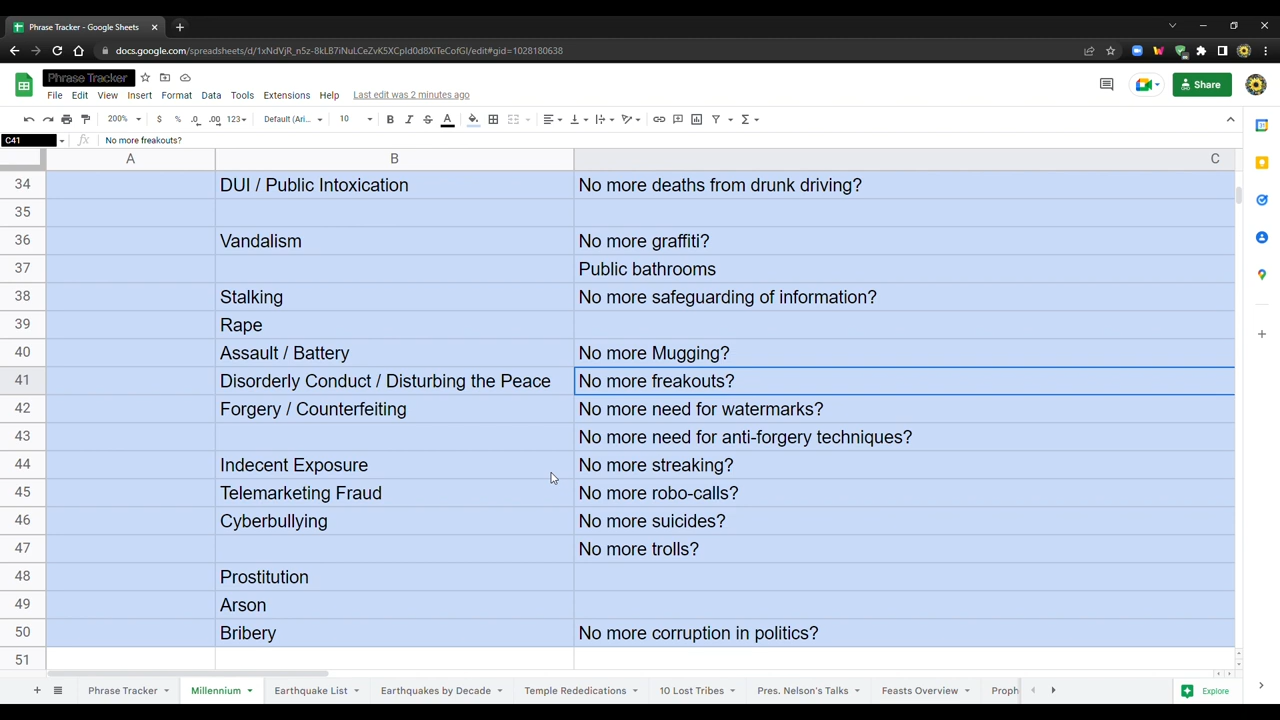 Phrase Tracker - Google Sheets
docs.google.com/spreadsheets/d/1xNdVjR_n5z-8kLB7iNuLCeZvK5XCpId0d8XiTeCofGI/edit#gid=1028180638
Phrase Tracker
File Edit View Insert Format Data Tools Extensions Help Last edit was 2 minutes ago
Share
200% $ % .0 .00 123 Default (Ari... 10 B I S A
C41 fx No more freakouts?
A B C
34 DUI / Public Intoxication No more deaths from drunk driving?
35
36 Vandalism No more graffiti?
37 Public bathrooms
38 Stalking No more safeguarding of information?
39 Rape
40 Assault / Battery No more Mugging?
41 Disorderly Conduct / Disturbing the Peace No more freakouts?
42 Forgery / Counterfeiting No more need for watermarks?
43 No more need for anti-forgery techniques?
44 Indecent Exposure No more streaking?
45 Telemarketing Fraud No more robo-calls?
46 Cyberbullying No more suicides?
47 No more trolls?
48 Prostitution
49 Arson
50 Bribery No more corruption in politics?
51
Phrase Tracker Millennium Earthquake List Earthquakes by Decade Temple Rededications 10 Lost Tribes Pres. Nelson's Talks Feasts Overview Proph Explore